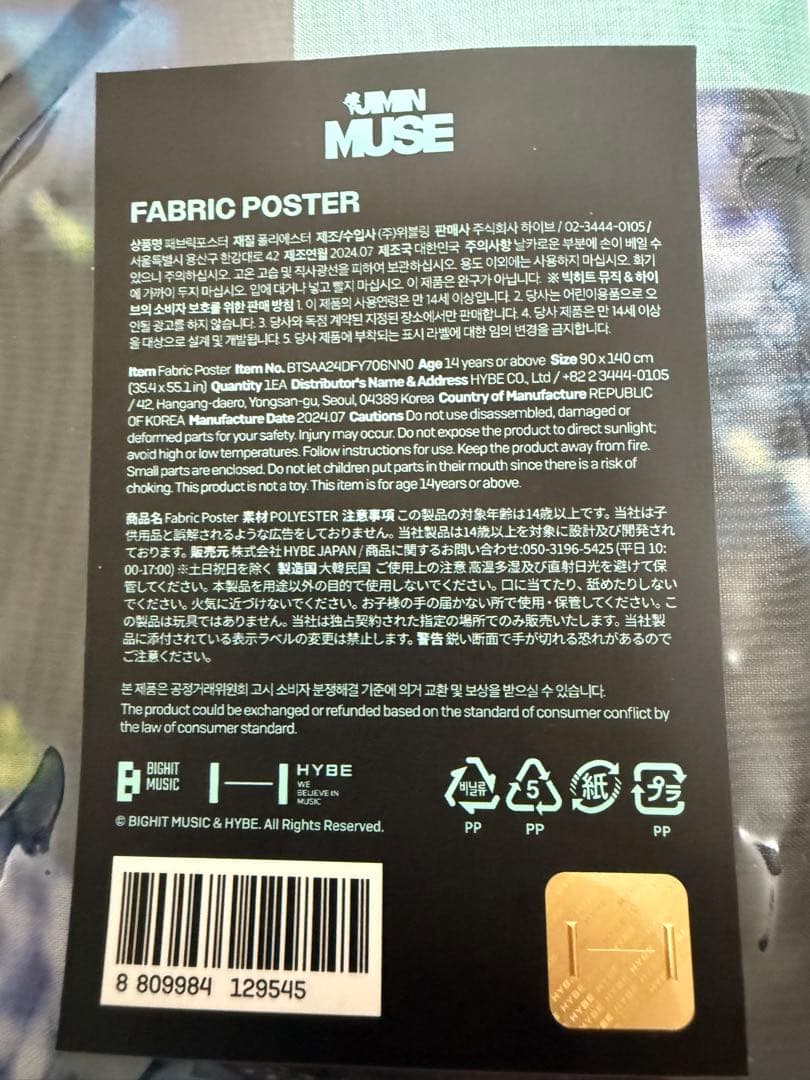 JIMIN
MUSE
FABRIC POSTER
상품명 패브릭포스터 재질 폴리에스터 제조/수입사 (주)위블링 판매사 주식회사 하이브 / 02-3444-0105 /
서울특별시 용산구 한강대로 42 제조연월 2024.07 제조국 대한민국 주의사항 날카로운 부분에 손이 베일 수
있으니 주의하십시오. 고온 고습 및 직사광선을 피하여 보관하십시오. 용도 이외에는 사용하지 마십시오. 화기
에 가까이 두지 마십시오. 입에 대거나 넣고 빨지 마십시오. 이 제품은 완구가 아닙니다. ※ 빅히트 뮤직 & 하이
브의 소비자 보호를 위한 판매 방침 1. 이 제품의 사용연령은 만 14세 이상입니다. 2. 당사는 어린이용품으로 오
인될 광고를 하지 않습니다. 3. 당사와 독점 계약된 지정된 장소에서만 판매합니다. 4. 당사 제품은 만 14세 이상
을 대상으로 설계 및 개발됩니다. 5. 당사 제품에 부착되는 표시 라벨에 대한 임의 변경을 금지합니다.
Item Fabric Poster Item No. BTSAA24DFY706NN0 Age 14 years or above Size 90 x 140 cm
(35.4 x 55.1 in) Quantity 1EA Distributor's Name & Address HYBE CO., Ltd / +82 2 3444-0105
/ 42, Hangang-daero, Yongsan-gu, Seoul, 04389 Korea Country of Manufacture REPUBLIC
OF KOREA Manufacture Date 2024.07 Cautions Do not use disassembled, damaged or
deformed parts for your safety. Injury may occur. Do not expose the product to direct sunlight;
avoid high or low temperatures. Follow instructions for use. Keep the product away from fire.
Small parts are enclosed. Do not let children put parts in their mouth since there is a risk of
choking. This product is not a toy. This item is for age 14years or above.
商品名 Fabric Poster 素材 POLYESTER 注意事項 この製品の対象年齢は14歳以上です。当社は子
供用品と誤解されるような広告をしておりません。当社製品は14歳以上を対象に設計及び開発され
ております。販売元 株式会社 HYBE JAPAN / 商品に関するお問い合わせ:050-3196-5425 (平日 10:
00-17:00) ※土日祝日を除く 製造国 大韓民国 ご使用上の注意 高温多湿及び直射日光を避けて保
管してください。本製品を用途以外の目的で使用しないでください。口に当てたり、舐めたりしない
でください。火気に近づけないでください。お子様の手の届かない所で使用・保管してください。こ
の製品は玩具ではありません。当社は独占契約された指定の場所でのみ販売いたします。当社製
品に添付されている表示ラベルの変更は禁止します。警告 鋭い断面で手が切れる恐れがあるので
ご注意ください。
본 제품은 공정거래위원회 고시 소비자 분쟁해결 기준에 의거 교환 및 보상을 받으실 수 있습니다.
The product could be exchanged or refunded based on the standard of consumer conflict by
the law of consumer standard.
BIGHIT
MUSIC
HYBE
WE
BELIEVE IN
MUSIC
비닐류
5
紙
プラ
PP
PP
PP
© BIGHIT MUSIC & HYBE. All Rights Reserved.
8 809984 129545
HYBE HYBE HYBE